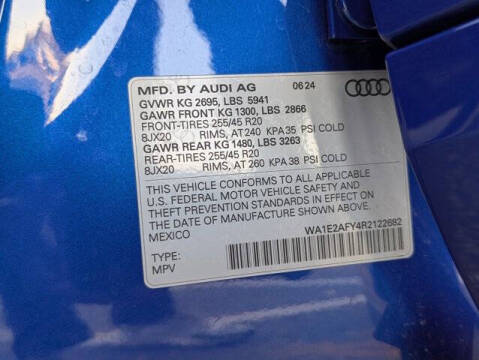 MFD. BY AUDI AG 06 24
GVWR KG 2695, LBS 5941
GAWR FRONT KG 1300, LBS 2866
FRONT-TIRES 255/45 R20
8JX20 RIMS, AT 240 KPA 35 PSI COLD
GAWR REAR KG 1480, LBS 3263
REAR-TIRES 255/45 R20
8JX20 RIMS, AT 260 KPA 38 PSI COLD
THIS VEHICLE CONFORMS TO ALL APPLICABLE
U.S. FEDERAL MOTOR VEHICLE SAFETY AND
THEFT PREVENTION STANDARDS IN EFFECT ON
THE DATE OF MANUFACTURE SHOWN ABOVE.
MEXICO
WA1E2AFY4R2122682
TYPE:
MPV